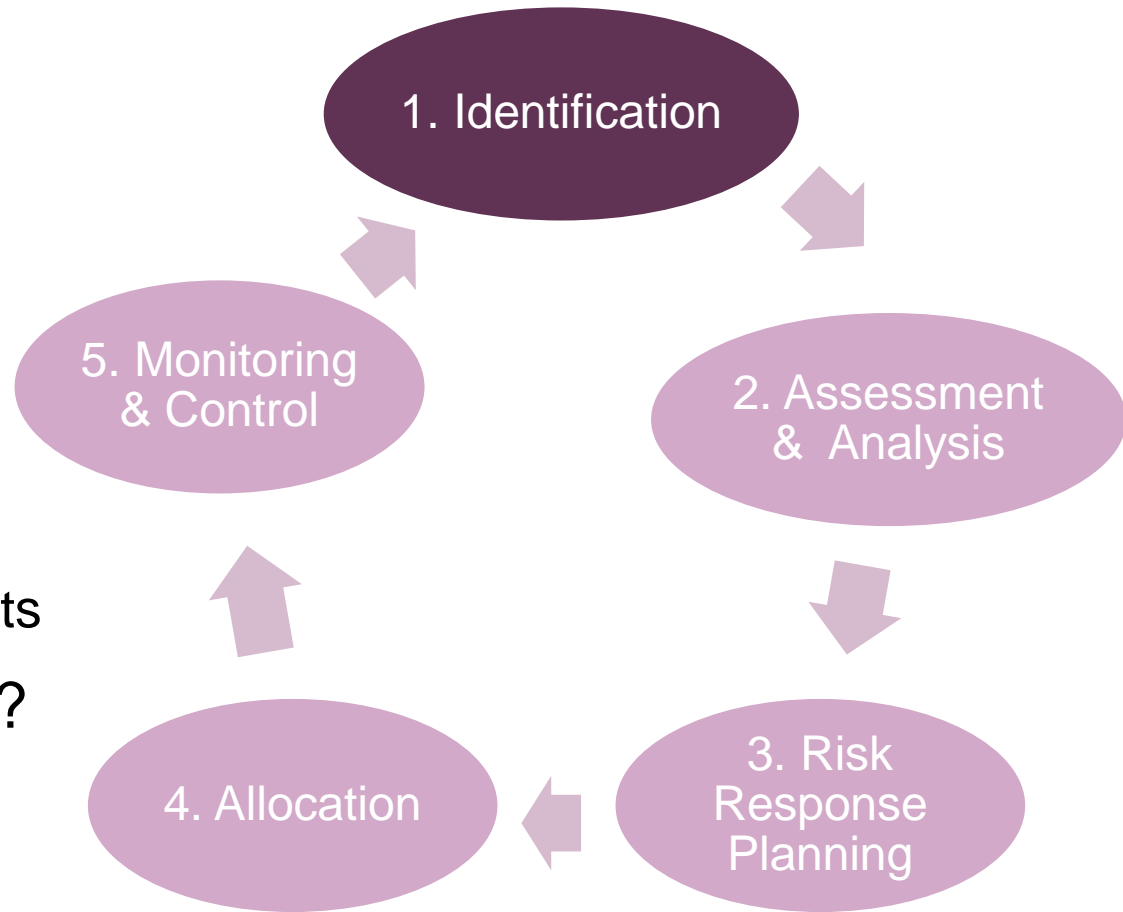 1. Identification
5. Monitoring
& Control
2. Assessment
& Analysis
ts
?
4. Allocation
3. Risk
Response
Planning